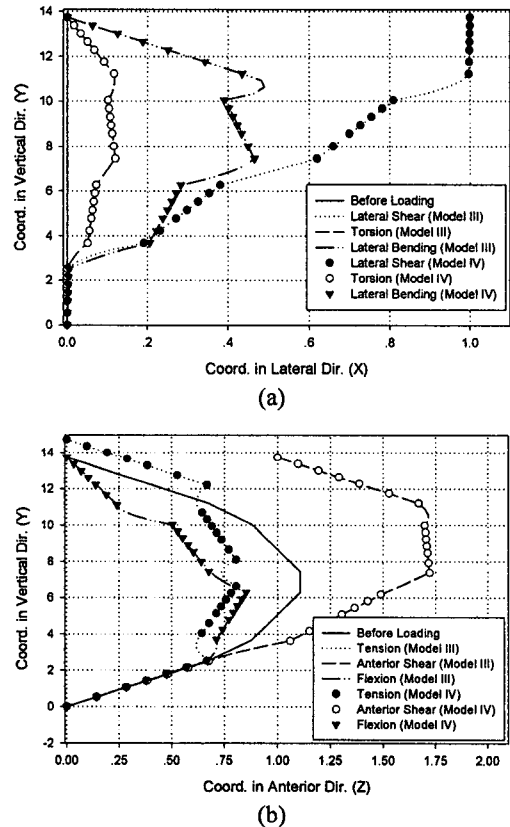 14
12
10
8
6
4
2
0
Coord. in Vertical Dir. (Y)
Before Loading
Lateral Shear (Model III)
Torsion (Model III)
Lateral Bending (Model III)
Lateral Shear (Model IV)
Torsion (Model IV)
Lateral Bending (Model IV)
0.0 .2 .4 .6 .8 1.0
Coord. in Lateral Dir. (X)
(a)
16
14
12
10
8
6
4
2
0
-2
Coord. in Vertical Dir. (Y)
Before Loading
Tension (Model III)
Anterior Shear (Model III)
Flexion (Model III)
Tension (Model IV)
Anterior Shear (Model IV)
Flexion (Model IV)
0.00 .25 .50 .75 1.00 1.25 1.50 1.75 2.00
Coord. in Anterior Dir. (Z)
(b)